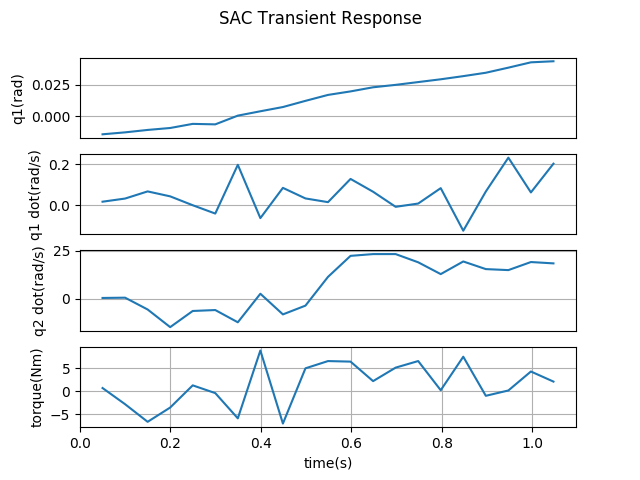 SAC Transient Response
q1(rad)
0.025
0.000
q1 dot(rad/s)
0.2
0.0
q2 dot(rad/s)
25
0
torque(Nm)
5
0
−5
0.0 0.2 0.4 0.6 0.8 1.0
time(s)